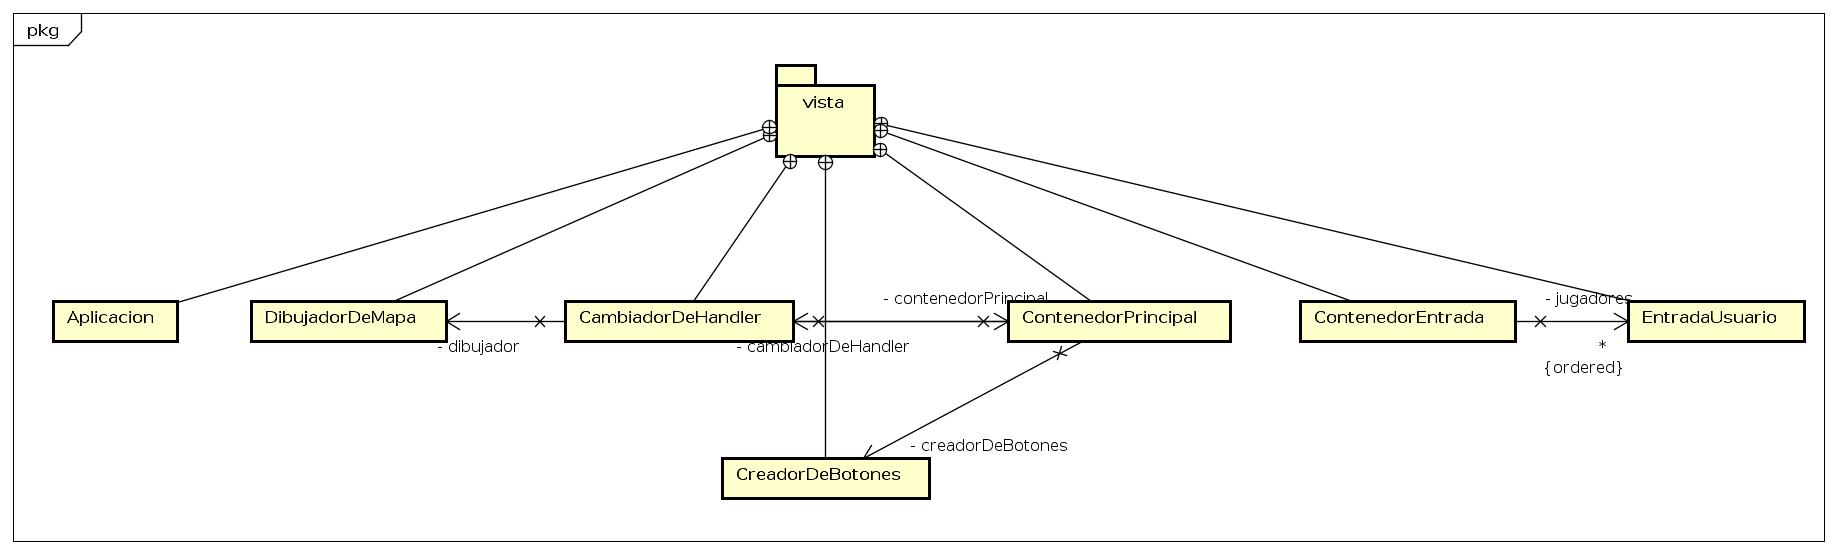 pkg
vista
- contenedorPrincipal
- jugadores
Aplicacion
DibujadorDeMapa
CambiadorDeHandler
ContenedorPrincipal
ContenedorEntrada
EntradaUsuario
- dibujador
- cambiadorDeHandler
*
{ordered}
- creadorDeBotones
CreadorDeBotones